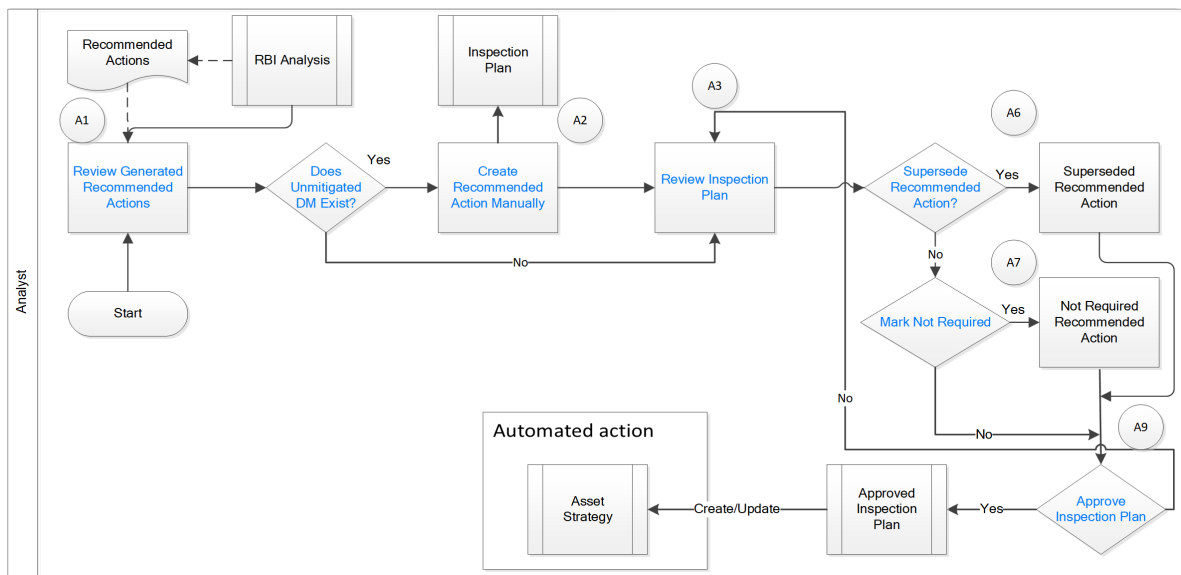 Recommended
Actions
RBI Analysis
Inspection
Plan
A1
A2
A3
A6
Review Generated
Recommended
Actions
Does
Unmitigated
DM Exist?
Yes
Create
Recommended
Action Manually
Review Inspection
Plan
Supersede
Recommended
Action?
Yes
Superseded
Recommended
Action
No
No
A7
Start
Mark Not Required
Yes
Not Required
Recommended
Action
Analyst
No
No
A9
Automated action
Asset
Strategy
Create/Update
Approved
Inspection
Plan
Yes
Approve
Inspection Plan